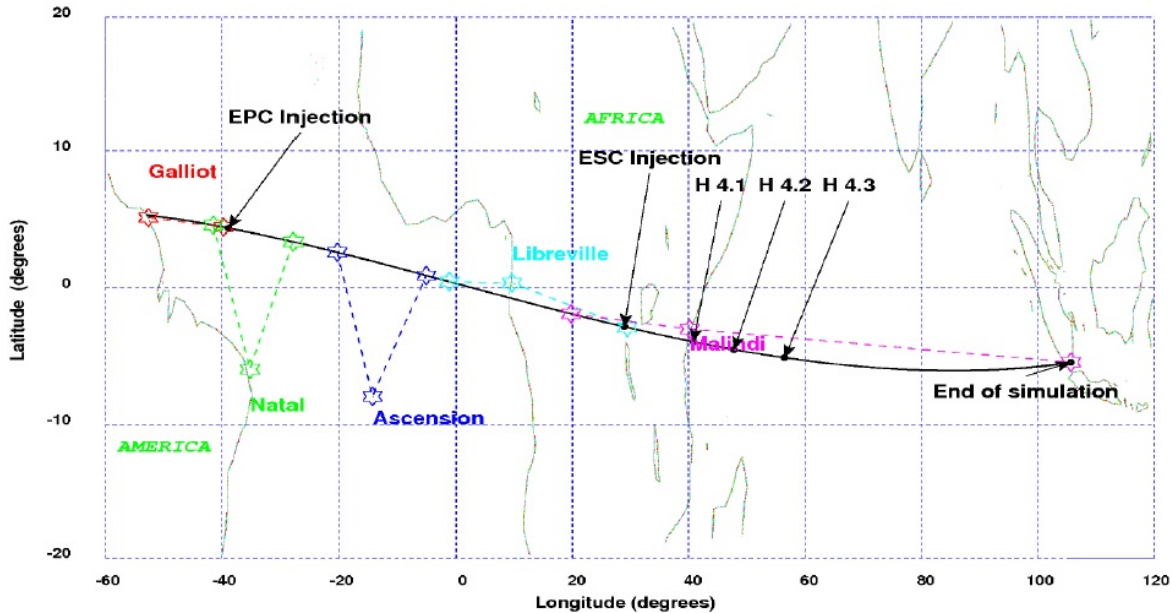 20
EPC Injection
AFRICA
10
Galliot
ESC Injection
H 4.1
H 4.2
H 4.3
Libreville
0
Latitude (degrees)
Malindi
End of simulation
Natal
Ascension
-10
AMERICA
-20
-60
-40
-20
0
20
40
60
80
100
120
Longitude (degrees)